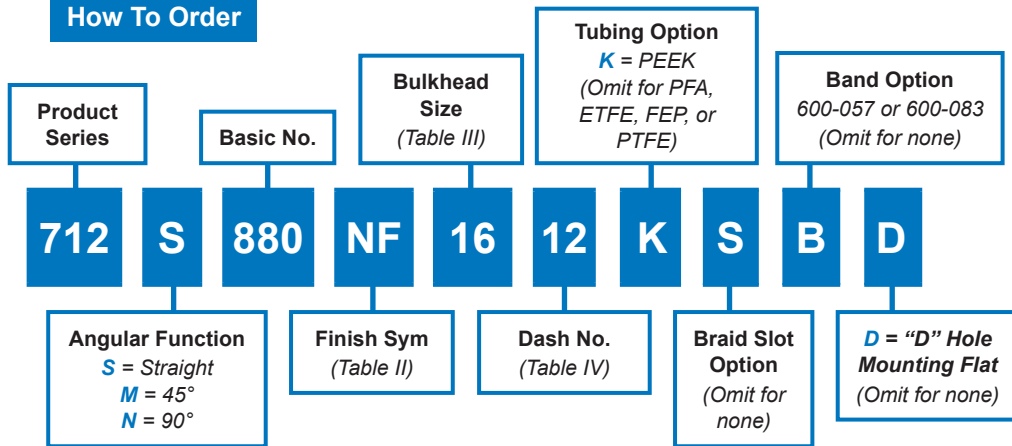 How To Order
Product
Series
Basic No.
Bulkhead
Size
(Table III)
Tubing Option
K = PEEK
(Omit for PFA,
ETFE, FEP, or
PTFE)
Band Option
600-057 or 600-083
(Omit for none)
712 S 880 NF 16 12 K S B D
Angular Function
S = Straight
M = 45°
N = 90°
Finish Sym
(Table II)
Dash No.
(Table IV)
Braid Slot
Option
(Omit for
none)
D = “D” Hole
Mounting Flat
(Omit for none)